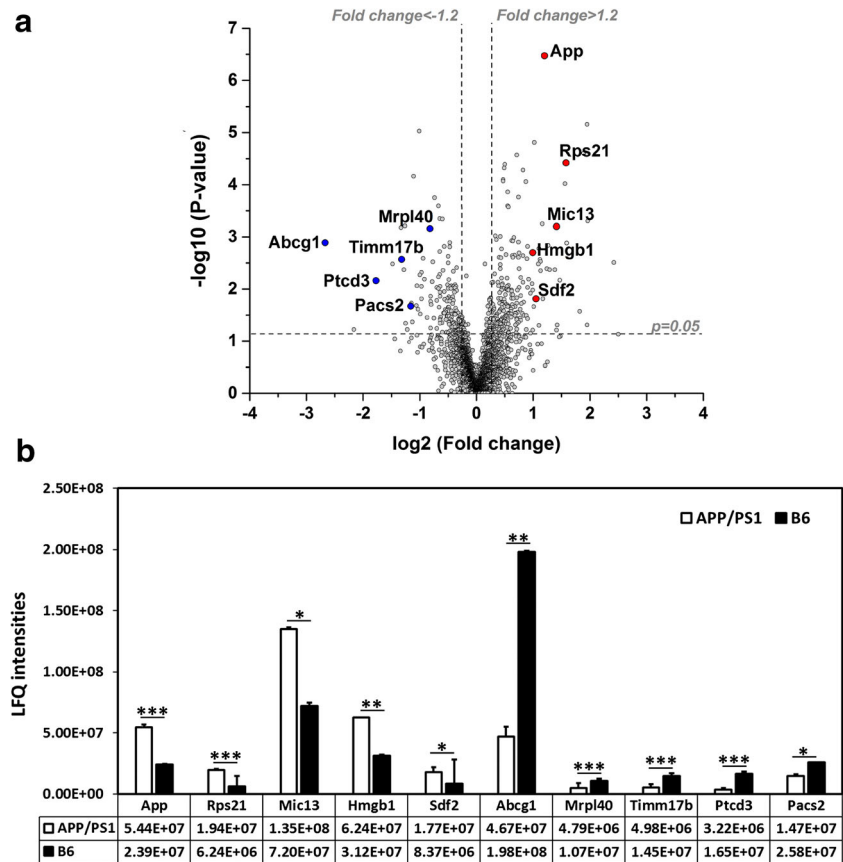 a
Fold change<-1.2
Fold change>1.2
7
6
5
4
3
2
1
0
-log10 (P-value)
App
Rps21
Mic13
Hmgb1
Sdf2
Mrpl40
Abcg1
Timm17b
Ptcd3
Pacs2
p=0.05
-4 -3 -2 -1 0 1 2 3 4
log2 (Fold change)
b
2.50E+08
2.00E+08
1.50E+08
1.00E+08
5.00E+07
0.00E+00
LFQ intensities
APP/PS1 B6
*** *** * ** * ** *** *** *** *
App Rps21 Mic13 Hmgb1 Sdf2 Abcg1 Mrpl40 Timm17b Ptcd3 Pacs2
APP/PS1 5.44E+07 1.94E+07 1.35E+08 6.24E+07 1.77E+07 4.67E+07 4.79E+06 4.98E+06 3.22E+06 1.47E+07
B6 2.39E+07 6.24E+06 7.20E+07 3.12E+07 8.37E+06 1.98E+08 1.07E+07 1.45E+07 1.65E+07 2.58E+07